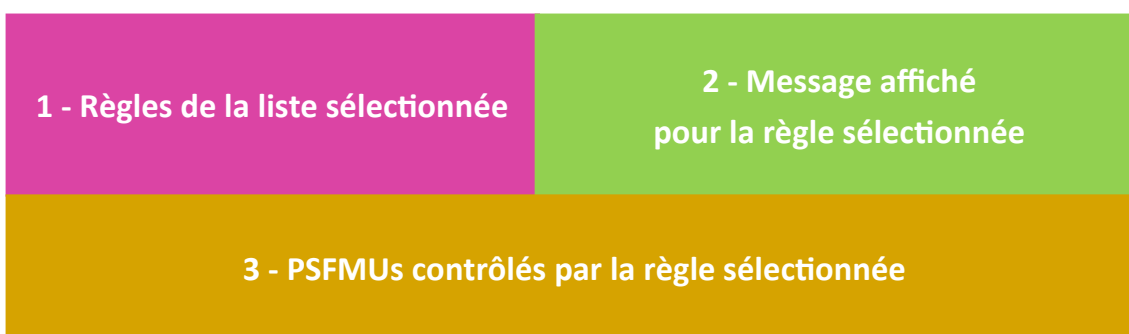 1 - Règles de la liste sélectionnée
2 - Message affiché
pour la règle sélectionnée
3 - PSFMUs contrôlés par la règle sélectionnée